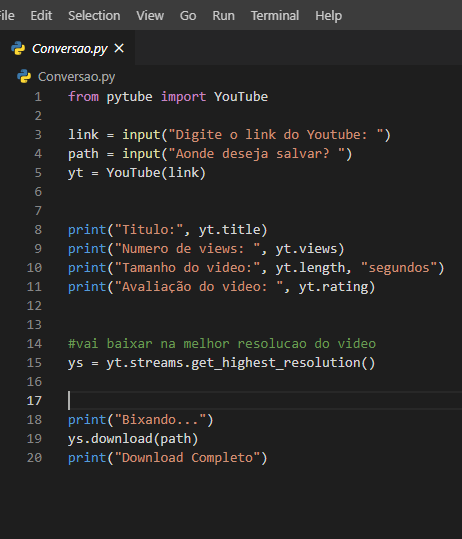 ile Edit Selection View Go Run Terminal Help
Conversao.py ×
Conversao.py
1 from pytube import YouTube
2
3 link = input("Digite o link do Youtube: ")
4 path = input("Aonde deseja salvar? ")
5 yt = YouTube(link)
6
7
8 print("Titulo:", yt.title)
9 print("Numero de views: ", yt.views)
10 print("Tamanho do video:", yt.length, "segundos")
11 print("Avaliação do video: ", yt.rating)
12
13
14 #vai baixar na melhor resolucao do video
15 ys = yt.streams.get_highest_resolution()
16
17
18 print("Bixando...")
19 ys.download(path)
20 print("Download Completo")